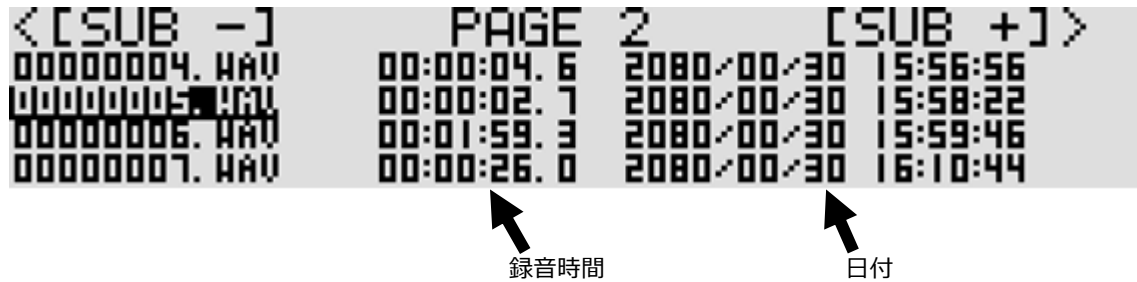 <[SUB -] PAGE 2 [SUB +]>
00000004.WAV 00:00:04.6 2080/00/30 15:56:56
00000005.WAV 00:00:02.7 2080/00/30 15:58:22
00000006.WAV 00:01:59.3 2080/00/30 15:59:46
00000007.WAV 00:00:26.0 2080/00/30 16:10:44
録音時間 日付